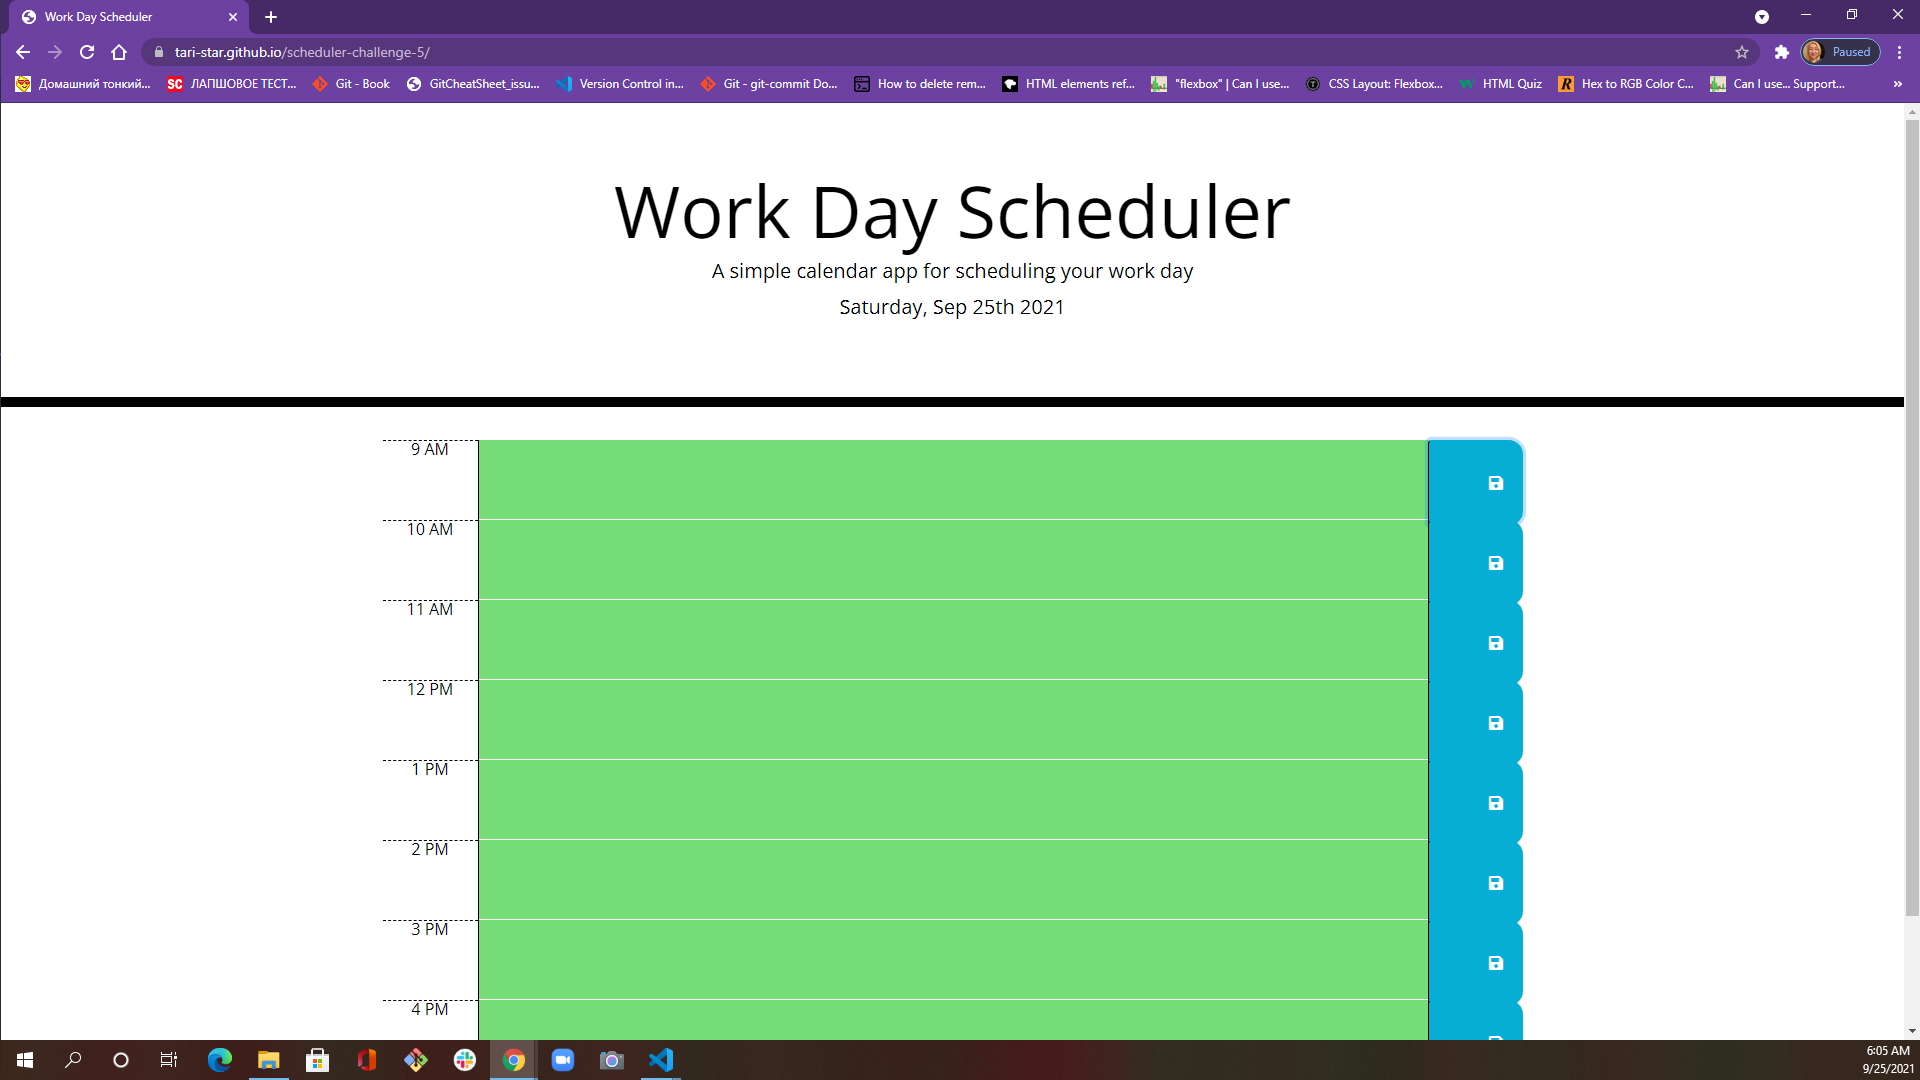 Work Day Scheduler
tari-star.github.io/scheduler-challenge-5/
Paused
Домашний тонкий...
SC ЛАПШОВОЕ ТЕСТ...
Git - Book
GitCheatSheet_issu...
Version Control in...
Git - git-commit Do...
How to delete rem...
HTML elements ref...
"flexbox" | Can I use...
CSS Layout: Flexbox...
HTML Quiz
R Hex to RGB Color C...
Can I use... Support...
»
Work Day Scheduler
A simple calendar app for scheduling your work day
Saturday, Sep 25th 2021
9 AM
10 AM
11 AM
12 PM
1 PM
2 PM
3 PM
4 PM
6:05 AM
9/25/2021